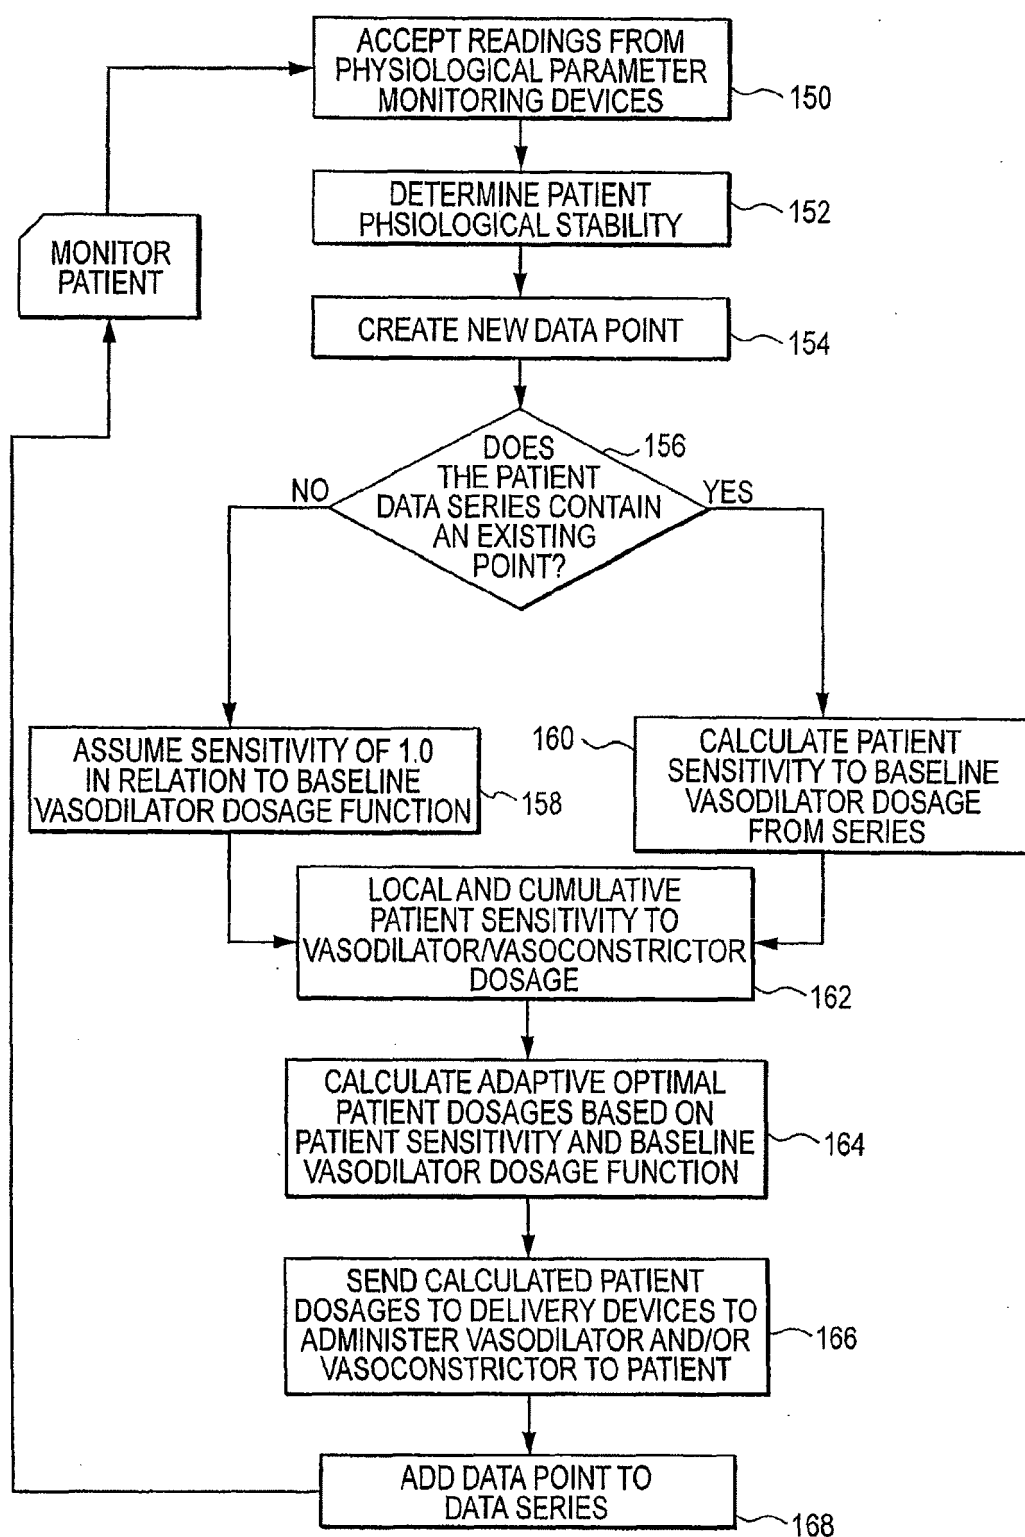 ACCEPT READINGS FROM
PHYSIOLOGICAL PARAMETER
MONITORING DEVICES
150
DETERMINE PATIENT
PHSIOLOGICAL STABILITY
152
MONITOR
PATIENT
CREATE NEW DATA POINT
154
DOES
THE PATIENT
DATA SERIES CONTAIN
AN EXISTING
POINT?
156
NO
YES
ASSUME SENSITIVITY OF 1.0
IN RELATION TO BASELINE
VASODILATOR DOSAGE FUNCTION
158
160
CALCULATE PATIENT
SENSITIVITY TO BASELINE
VASODILATOR DOSAGE
FROM SERIES
LOCAL AND CUMULATIVE
PATIENT SENSITIVITY TO
VASODILATOR/VASOCONSTRICTOR
DOSAGE
162
CALCULATE ADAPTIVE OPTIMAL
PATIENT DOSAGES BASED ON
PATIENT SENSITIVITY AND BASELINE
VASODILATOR DOSAGE FUNCTION
164
SEND CALCULATED PATIENT
DOSAGES TO DELIVERY DEVICES TO
ADMINISTER VASODILATOR AND/OR
VASOCONSTRICTOR TO PATIENT
166
ADD DATA POINT TO
DATA SERIES
168